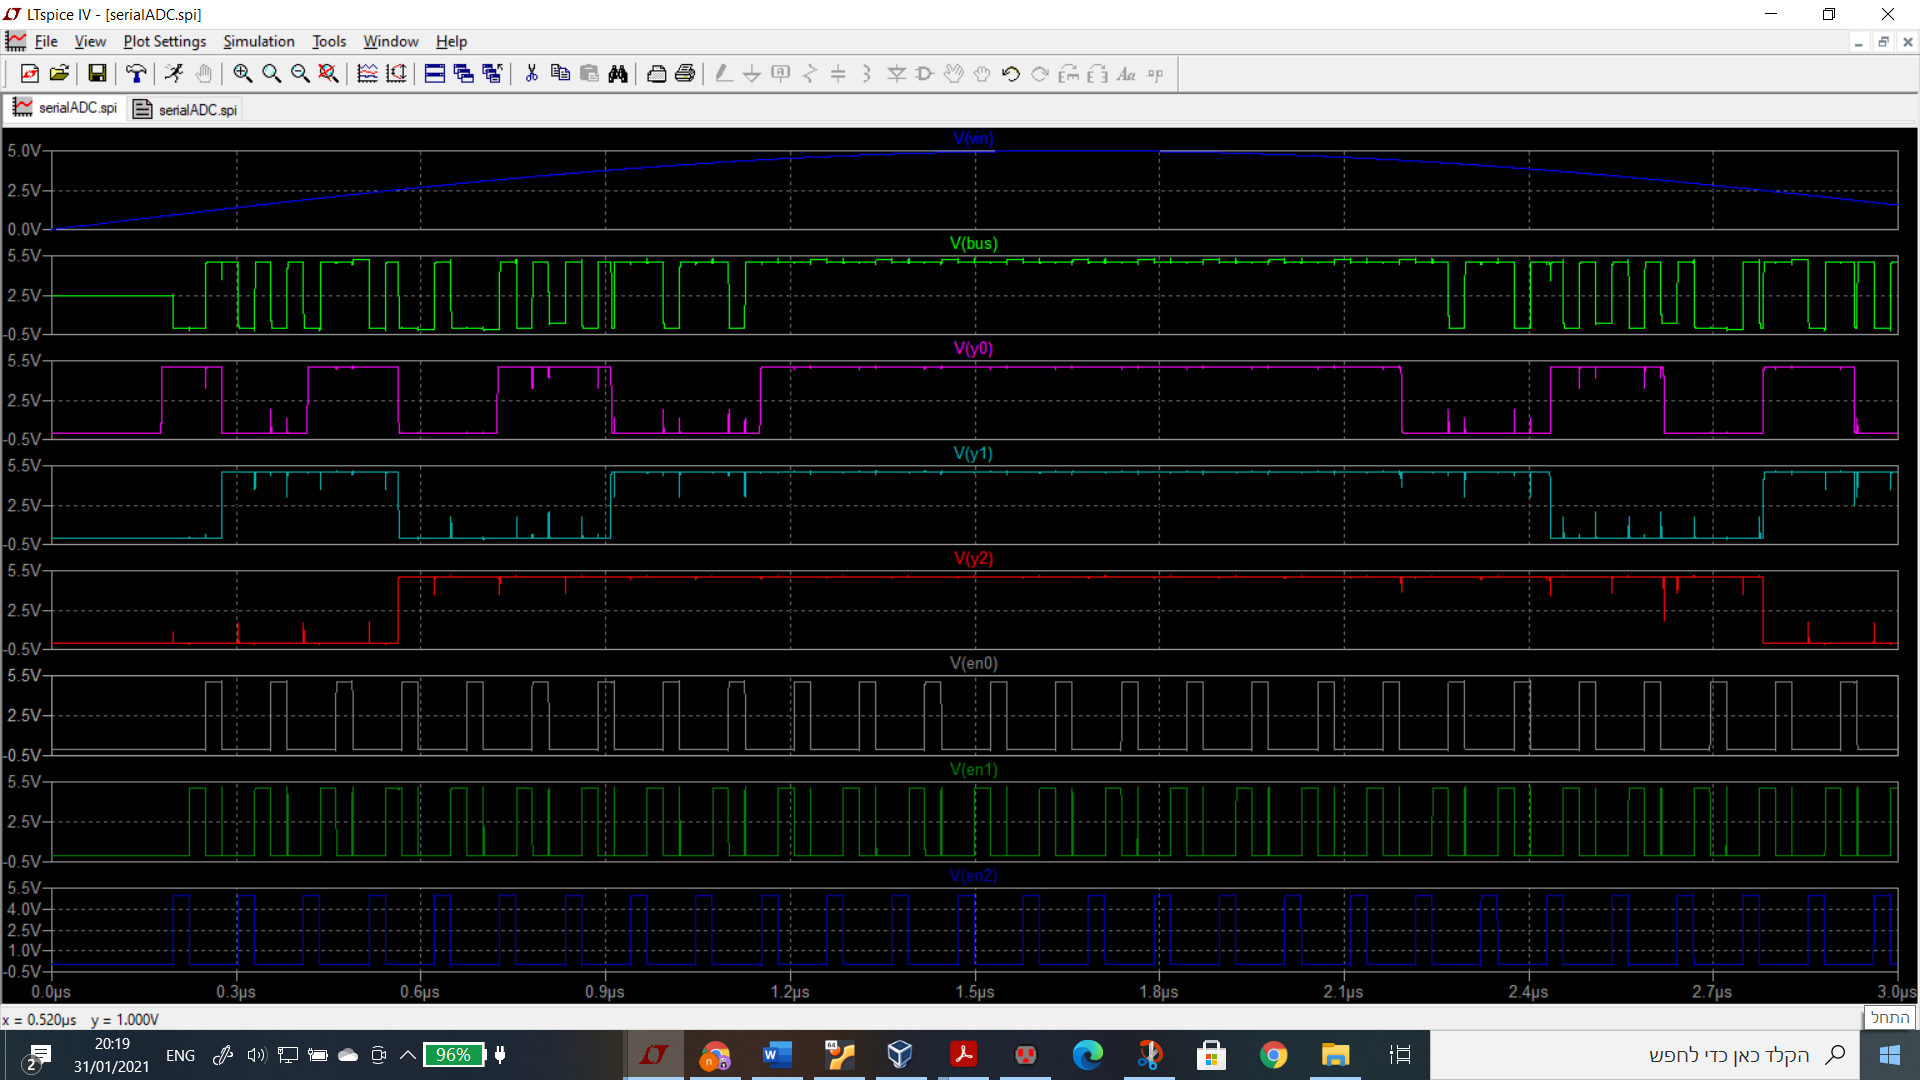 LTspice IV - [serialADC.spi]
File View Plot Settings Simulation Tools Window Help
serialADC.spi serialADC.spi
V(vin)
5.0V
2.5V
0.0V
V(bus)
5.5V
2.5V
-0.5V
V(y0)
5.5V
2.5V
-0.5V
V(y1)
5.5V
2.5V
-0.5V
V(y2)
5.5V
2.5V
-0.5V
V(en0)
5.5V
2.5V
-0.5V
V(en1)
5.5V
2.5V
-0.5V
V(en2)
5.5V
4.0V
2.5V
1.0V
-0.5V
0.0µs 0.3µs 0.6µs 0.9µs 1.2µs 1.5µs 1.8µs 2.1µs 2.4µs 2.7µs 3.0µs
x = 0.520µs y = 1.000V
התחל
2
20:19
31/01/2021
ENG
96%
הקלד כאן כדי לחפש